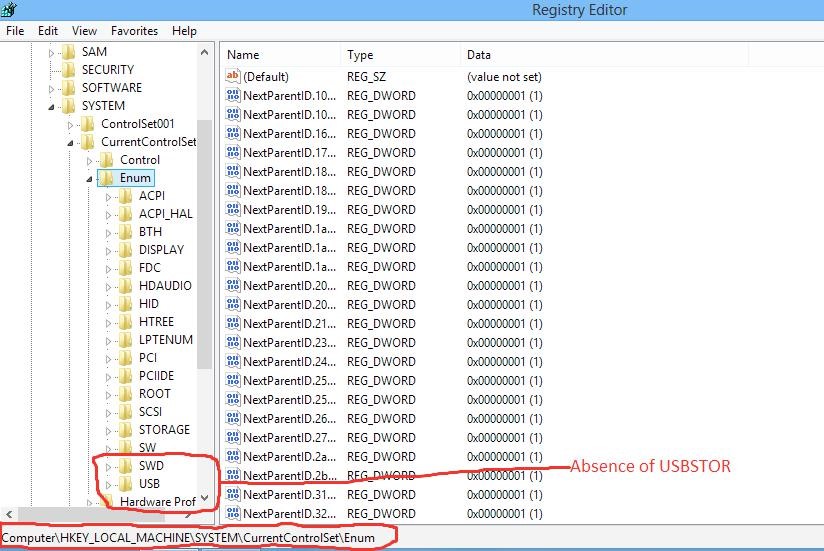 Registry Editor
File Edit View Favorites Help
SAM
SECURITY
SOFTWARE
SYSTEM
ControlSet001
CurrentControlSet
Control
Enum
ACPI
ACPI_HAL
BTH
DISPLAY
FDC
HDAUDIO
HID
HTREE
LPTENUM
PCI
PCIIDE
ROOT
SCSI
STORAGE
SW
SWD
USB
Hardware Prof
Name Type Data
(Default) REG_SZ (value not set)
NextParentID.10... REG_DWORD 0x00000001 (1)
NextParentID.10... REG_DWORD 0x00000001 (1)
NextParentID.16... REG_DWORD 0x00000001 (1)
NextParentID.17... REG_DWORD 0x00000001 (1)
NextParentID.18... REG_DWORD 0x00000001 (1)
NextParentID.18... REG_DWORD 0x00000001 (1)
NextParentID.19... REG_DWORD 0x00000001 (1)
NextParentID.1a... REG_DWORD 0x00000001 (1)
NextParentID.1a... REG_DWORD 0x00000001 (1)
NextParentID.1a... REG_DWORD 0x00000001 (1)
NextParentID.20... REG_DWORD 0x00000001 (1)
NextParentID.20... REG_DWORD 0x00000001 (1)
NextParentID.21... REG_DWORD 0x00000001 (1)
NextParentID.23... REG_DWORD 0x00000001 (1)
NextParentID.24... REG_DWORD 0x00000001 (1)
NextParentID.25... REG_DWORD 0x00000001 (1)
NextParentID.25... REG_DWORD 0x00000001 (1)
NextParentID.26... REG_DWORD 0x00000001 (1)
NextParentID.27... REG_DWORD 0x00000001 (1)
NextParentID.2a... REG_DWORD 0x00000001 (1)
NextParentID.2b... REG_DWORD 0x00000001 (1)
NextParentID.31... REG_DWORD 0x00000001 (1)
NextParentID.32... REG_DWORD 0x00000001 (1)
Absence of USBSTOR
Computer\HKEY_LOCAL_MACHINE\SYSTEM\CurrentControlSet\Enum